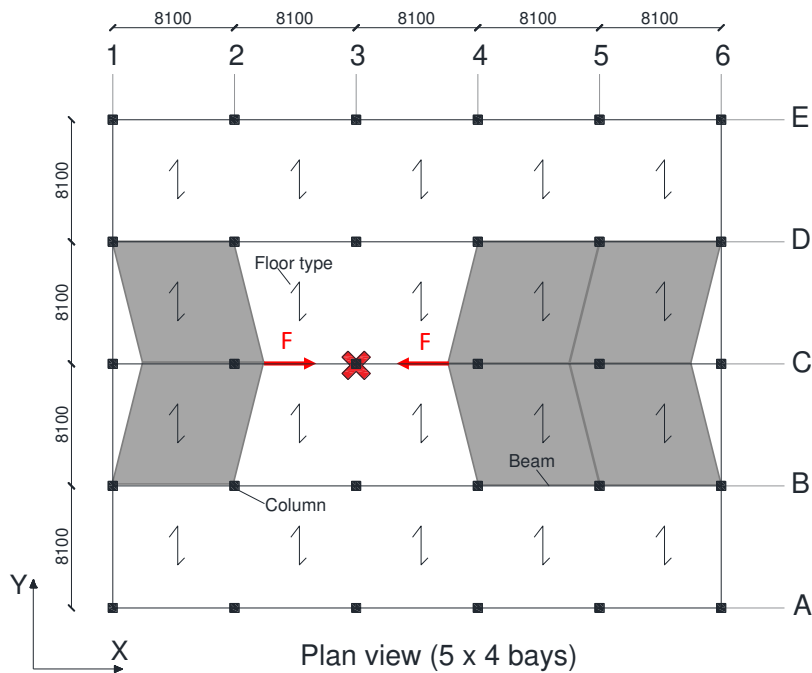 8100 8100 8100 8100 8100
1 2 3 4 5 6
E
8100
D
Floor type
8100
F F
C
8100
Beam
B
Column
8100
Y
A
X
Plan view (5 x 4 bays)